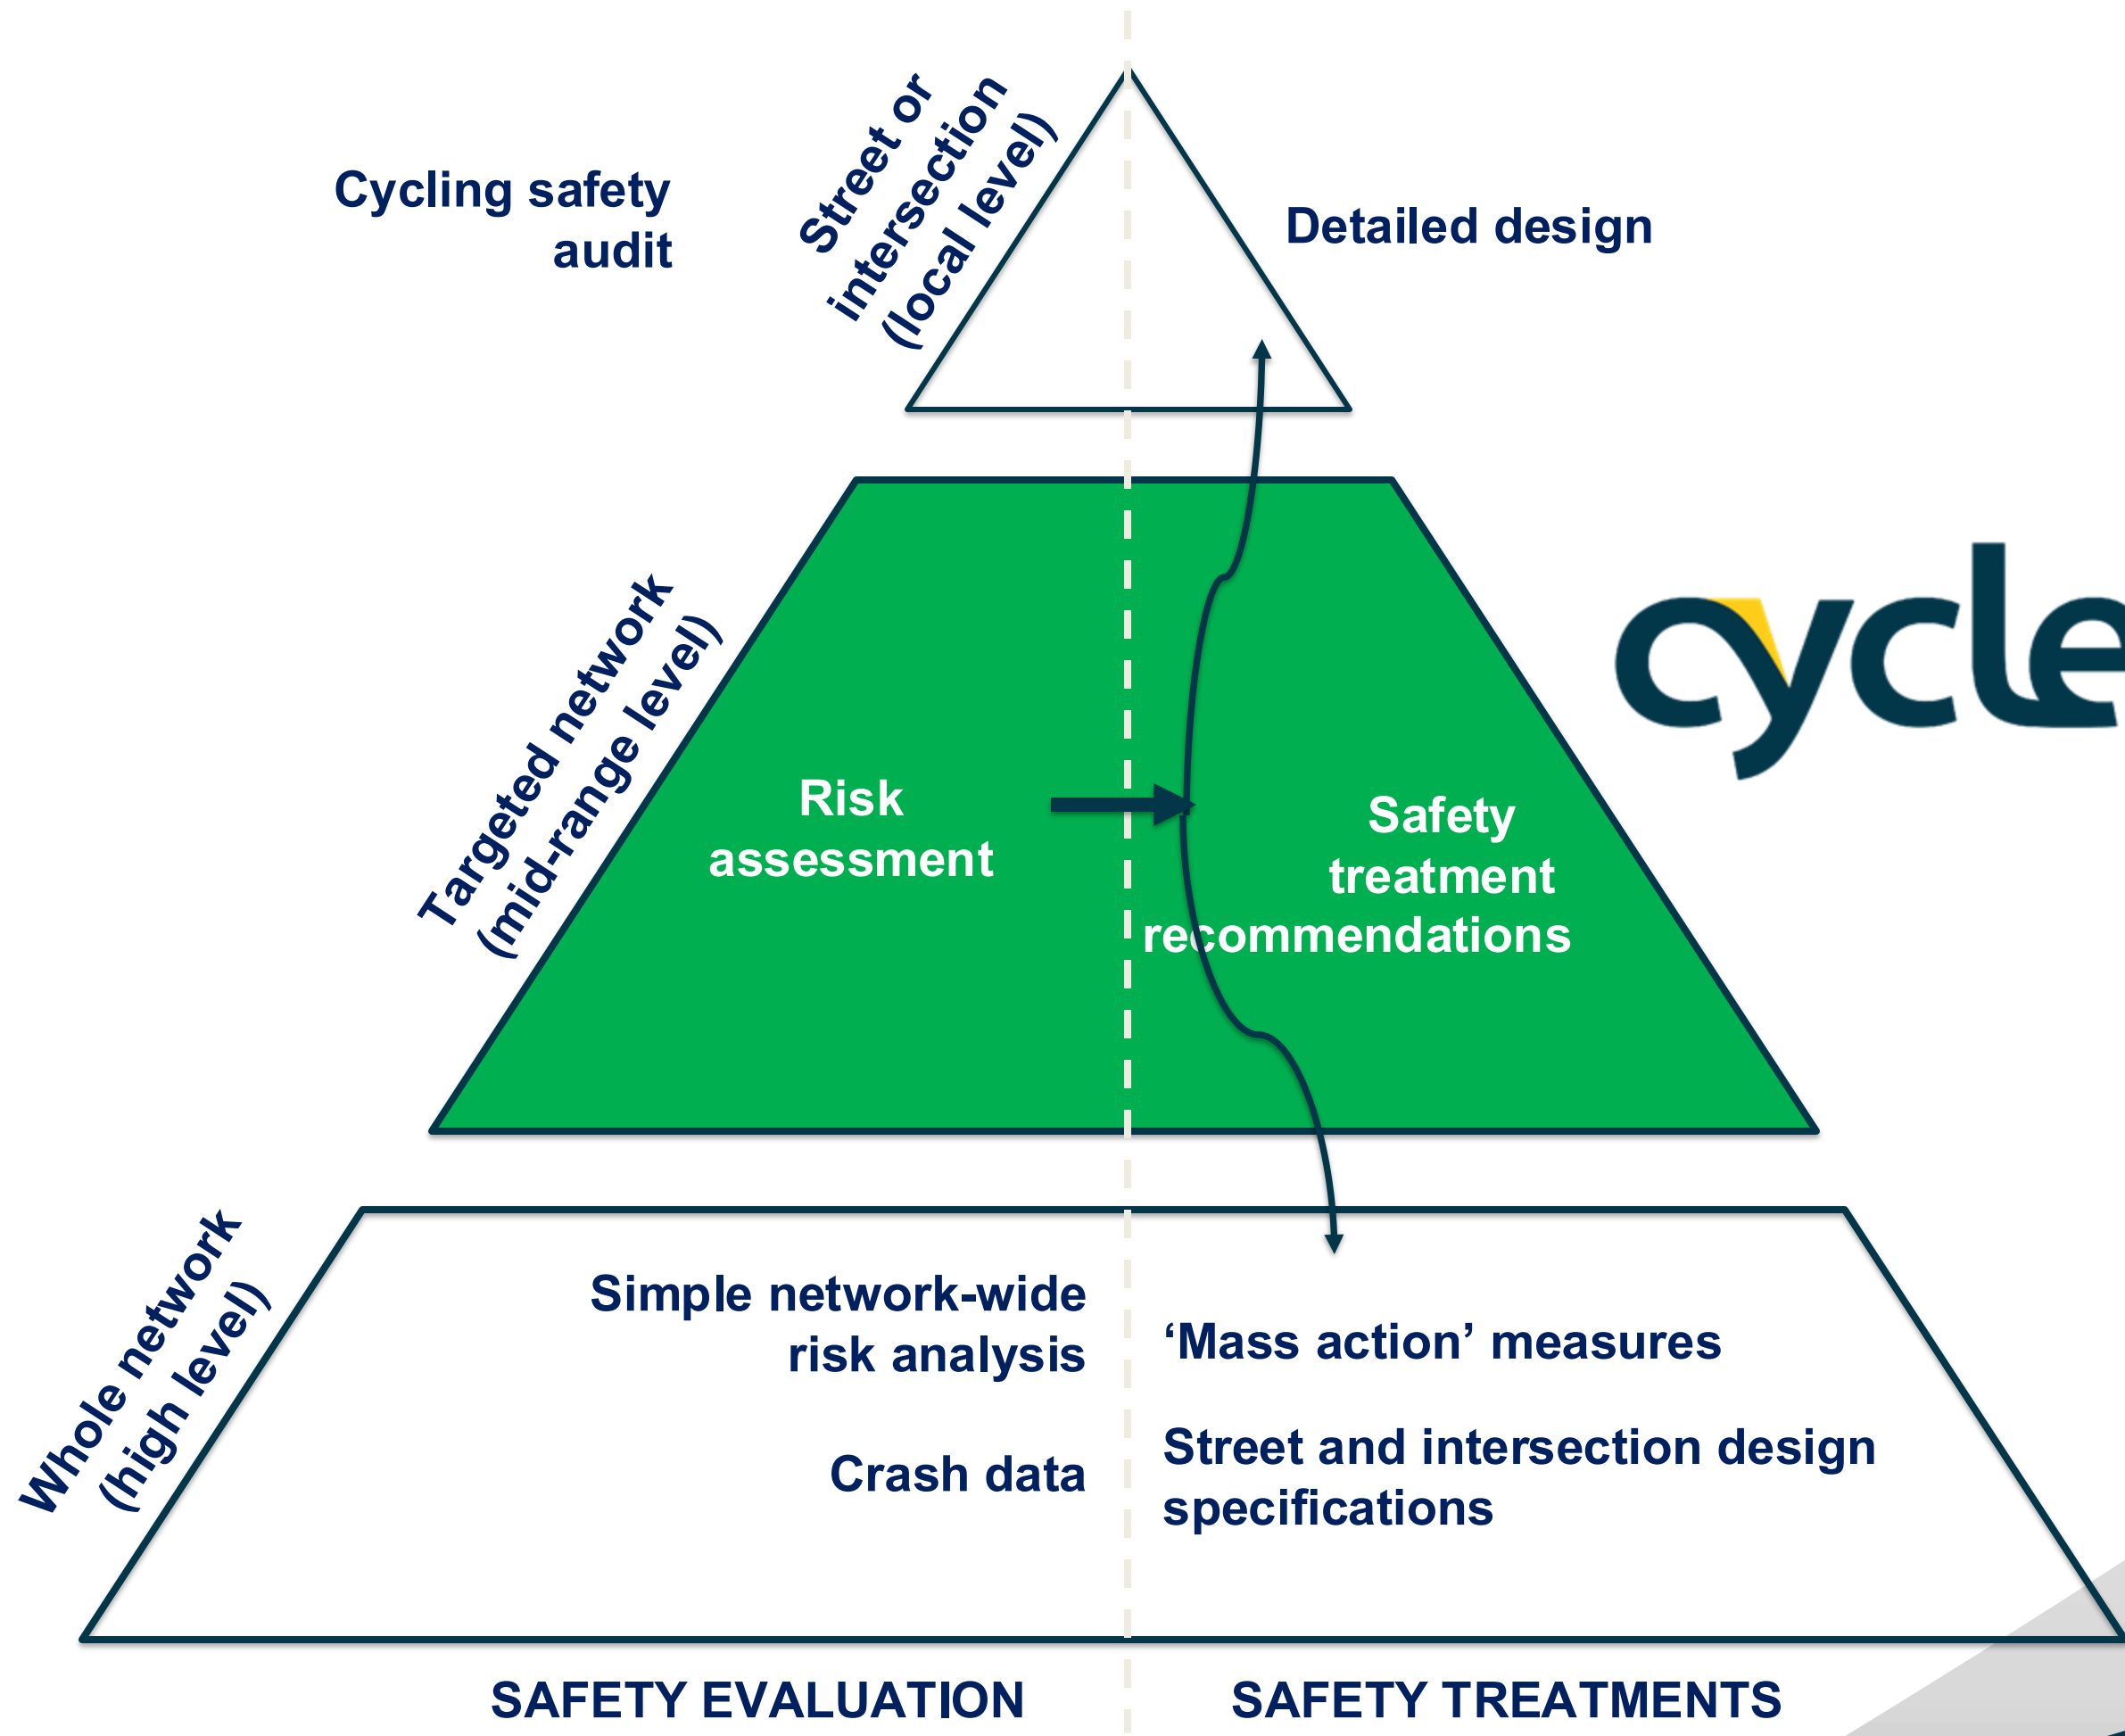 Cycling safety
audit
Street or
intersection
(local level)
Detailed design
Targeted network
(mid-range level)
Risk
assessment
Safety
treatment
recommendations
cycle
Whole network
(high level)
Simple network-wide
risk analysis
Crash data
‘Mass action’ measures
Street and intersection design
specifications
SAFETY EVALUATION
SAFETY TREATMENTS